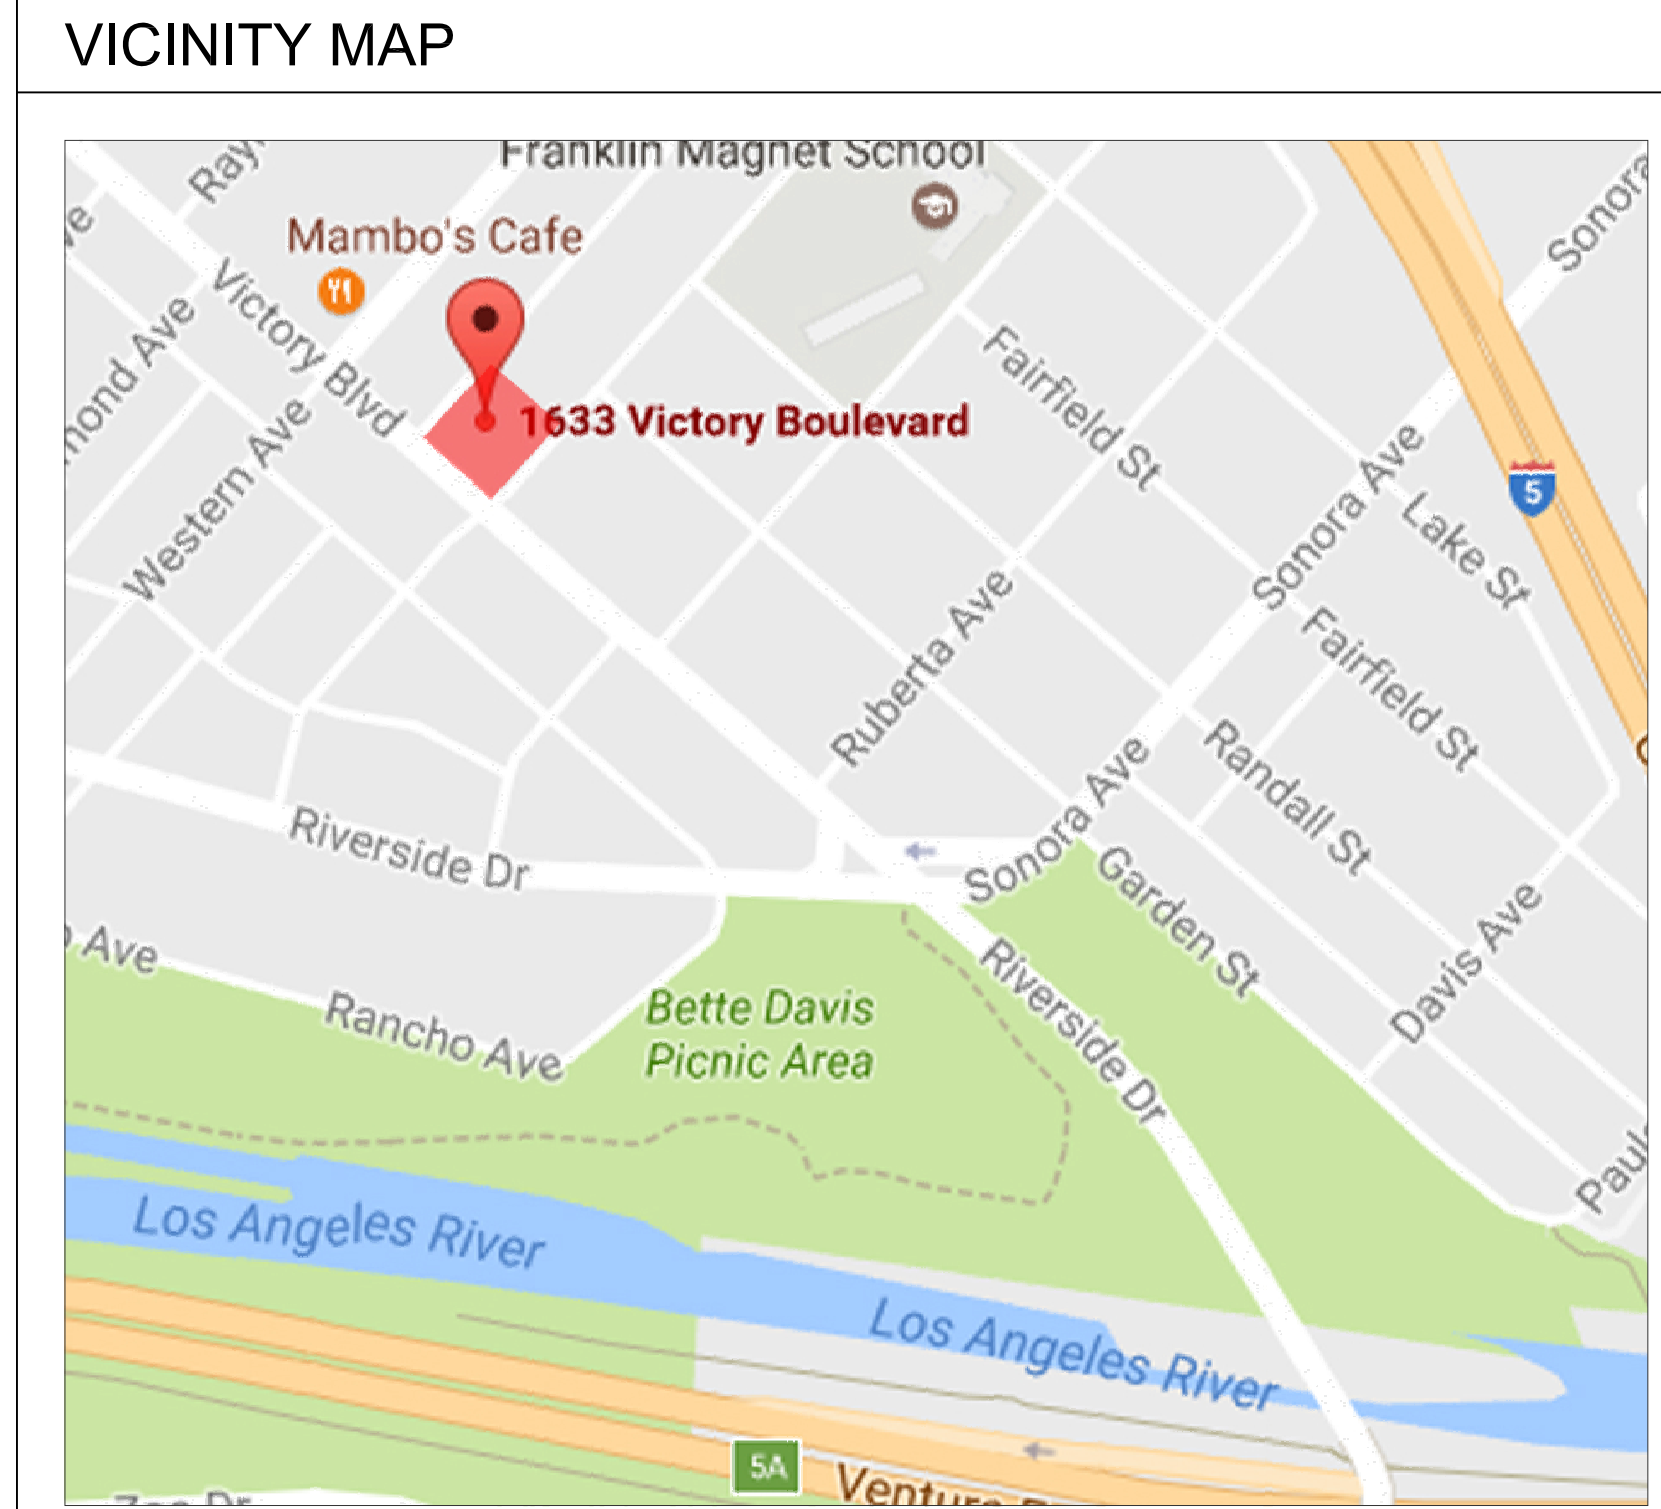 VICINITY MAP
Franklin Magnet School
Mambo's Cafe
Victory Blvd
1633 Victory Boulevard
Western Ave
Fairfield St
Sonora Ave
5
Lake St
Fairfield St
Ruberta Ave
Randall St
Sonora Ave
Garden St
Davis Ave
Riverside Dr
Ave
Rancho Ave
Bette Davis
Picnic Area
Riverside Dr
Los Angeles River
Los Angeles River
5A
Sonora
mond Ave